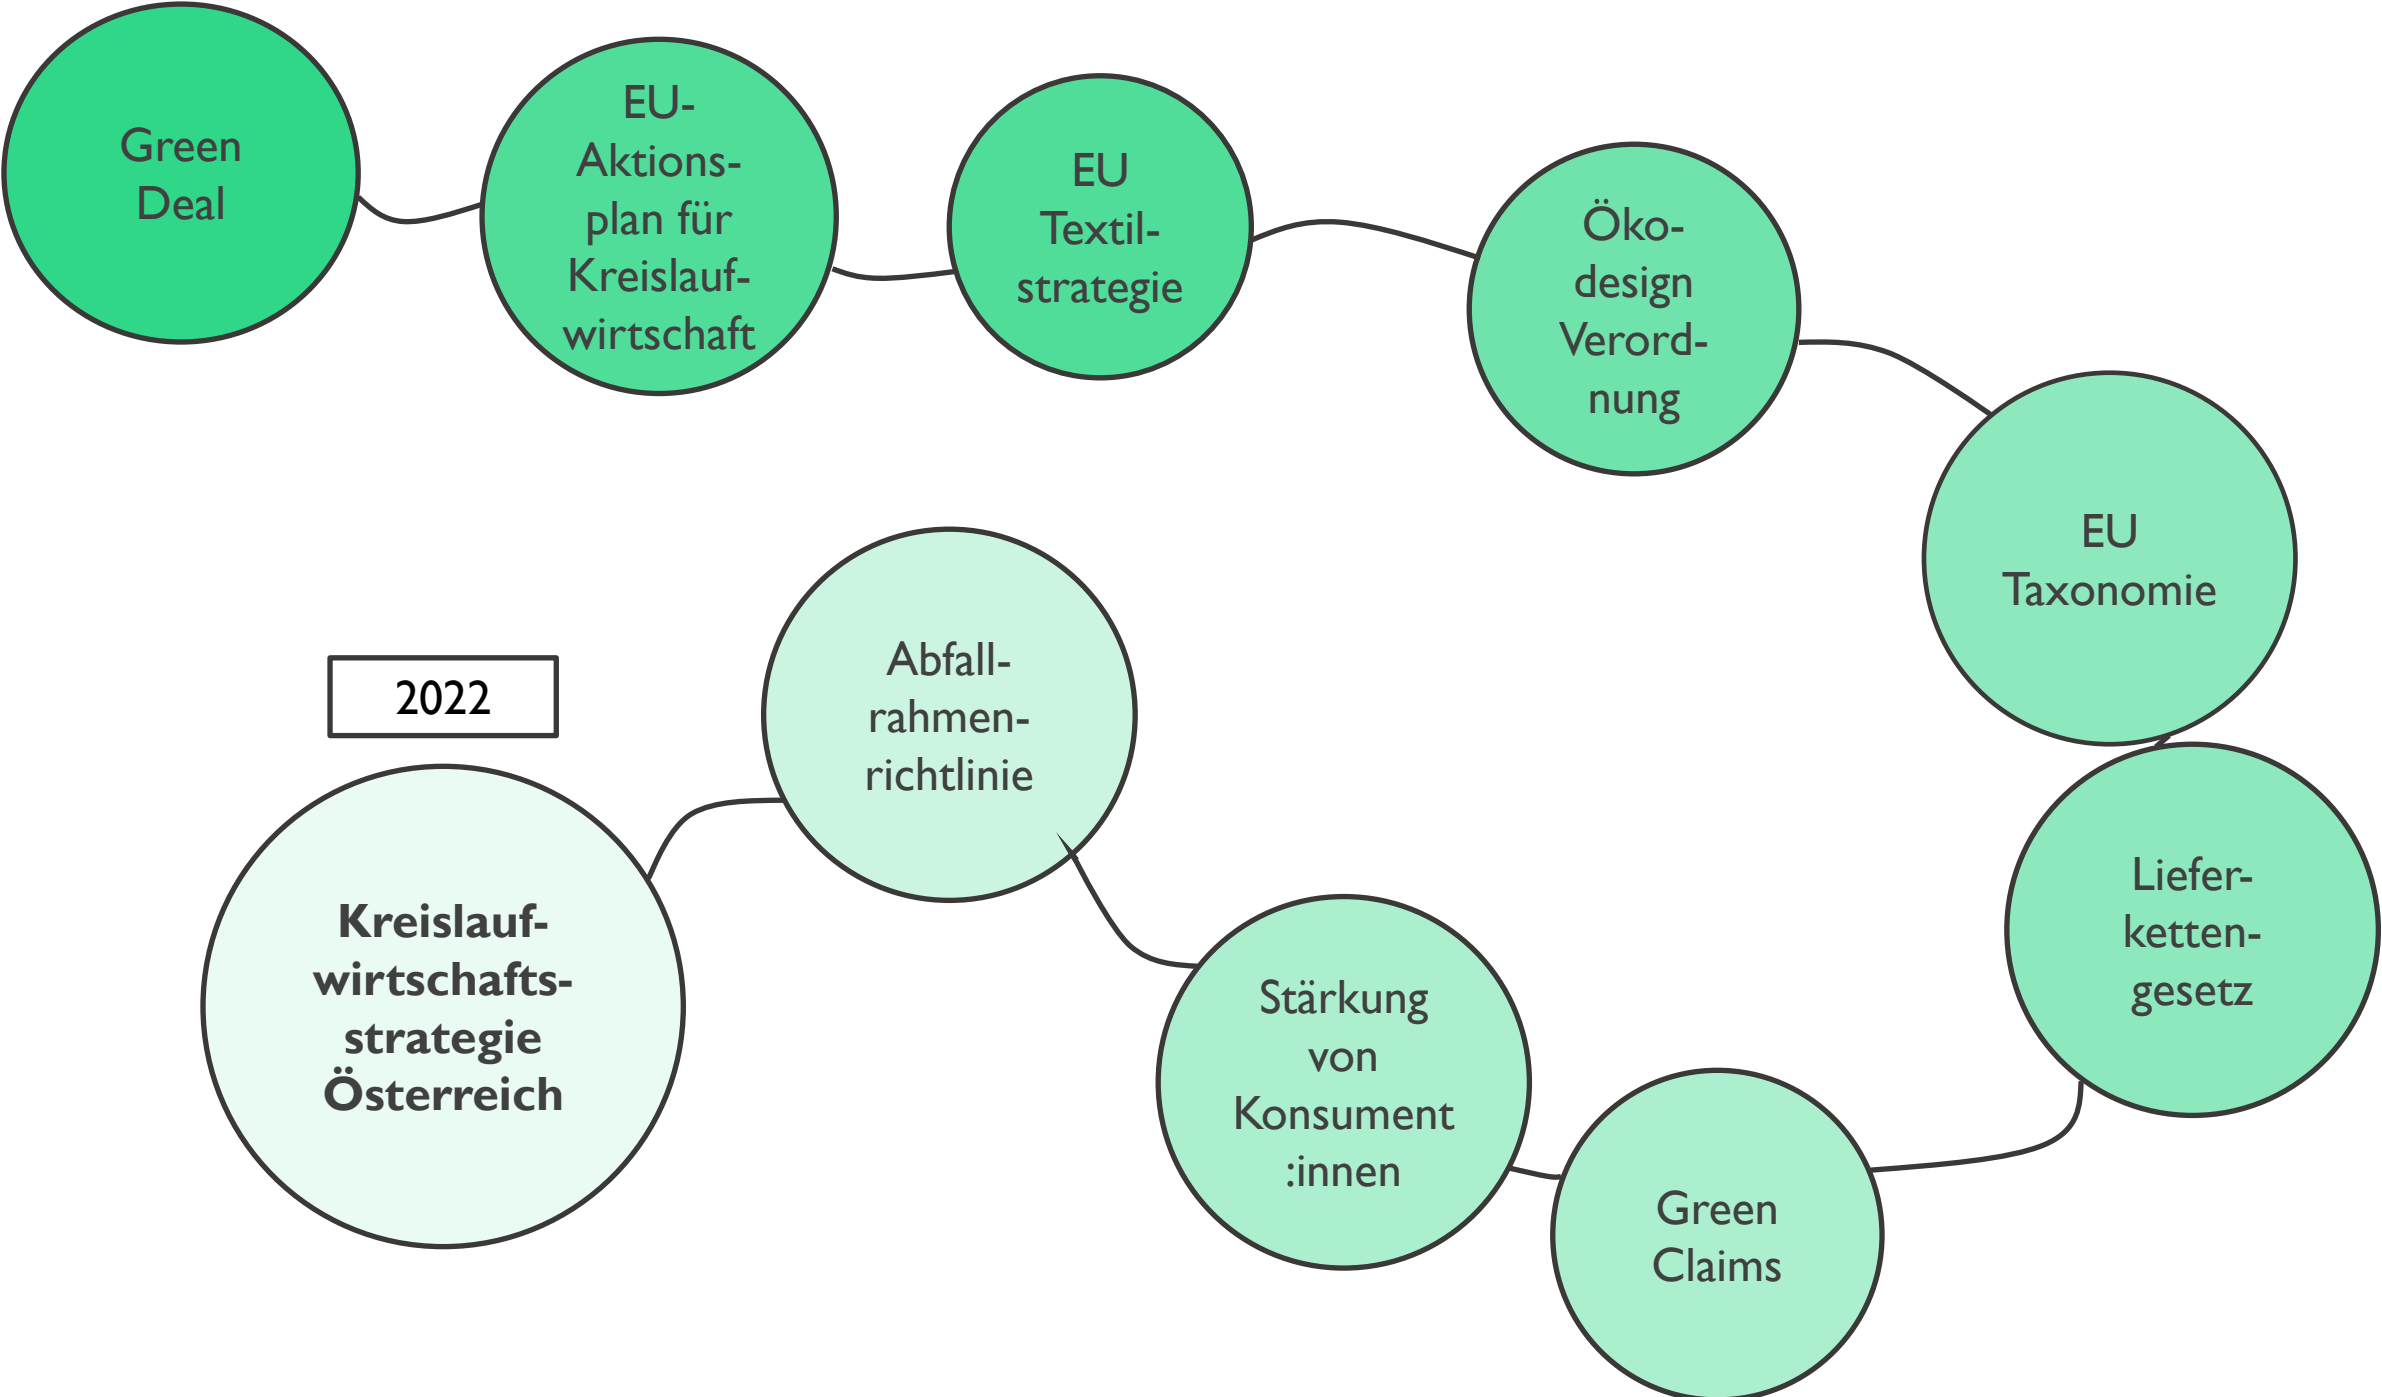 Green
Deal
EU-
Aktions-
plan für
Kreislauf-
wirtschaft
EU
Textil-
strategie
Öko-
design
Verord-
nung
EU
Taxonomie
Liefer-
ketten-
gesetz
Green
Claims
Stärkung
von
Konsument
:innen
Abfall-
rahmen-
richtlinie
2022
Kreislauf-
wirtschafts-
strategie
Österreich